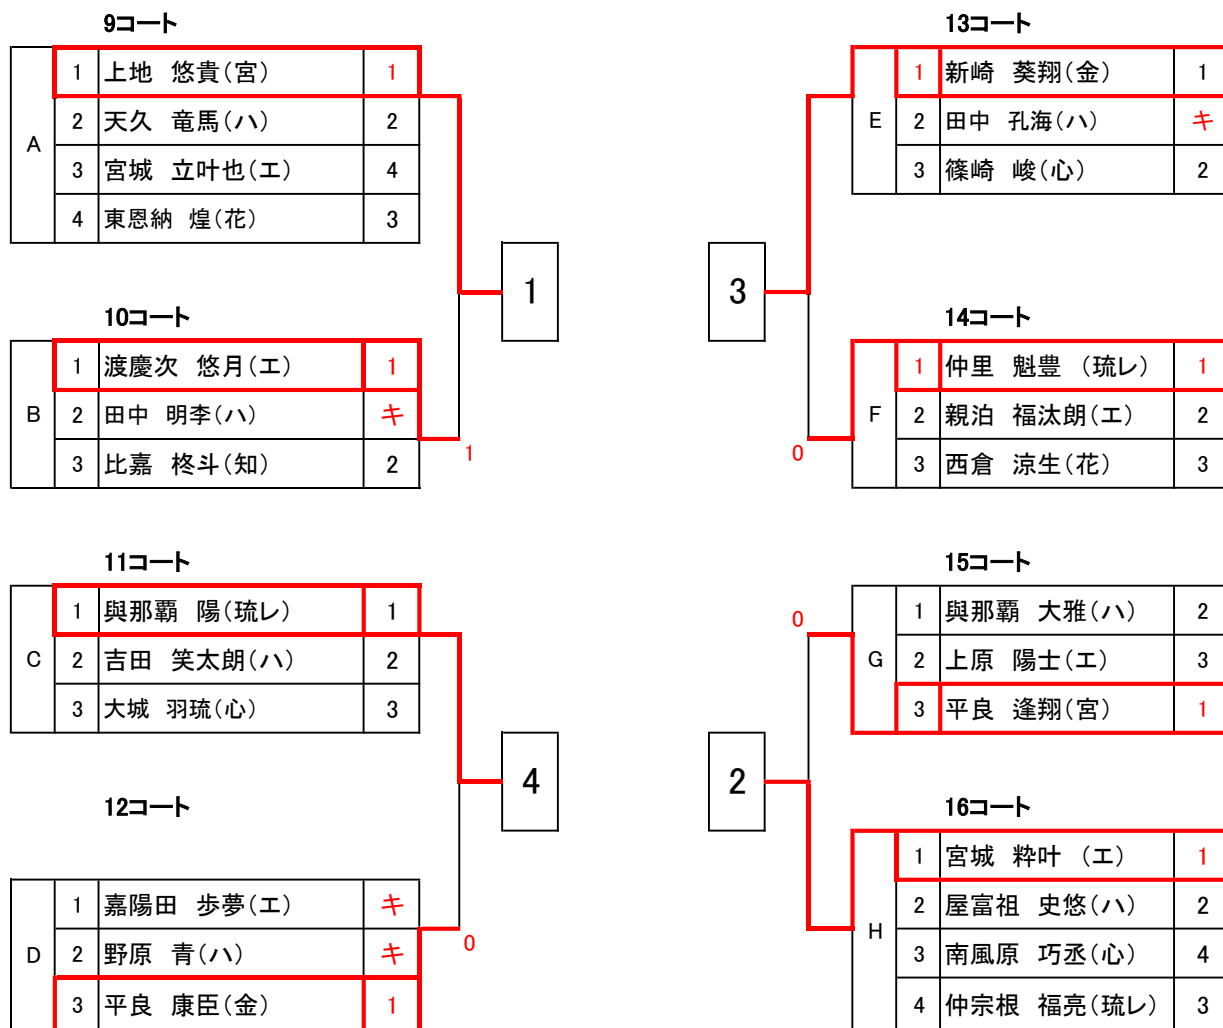 9コート
A
1 上地 悠貴(宮) 1
2 天久 竜馬(ハ) 2
3 宮城 立叶也(エ) 4
4 東恩納 煌(花) 3
1
10コート
B
1 渡慶次 悠月(エ) 1
2 田中 明李(ハ) キ
3 比嘉 柊斗(知) 2
1
11コート
C
1 與那覇 陽(琉レ) 1
2 吉田 笑太朗(ハ) 2
3 大城 羽琉(心) 3
4
12コート
D
1 嘉陽田 歩夢(エ) キ
2 野原 青(ハ) キ
3 平良 康臣(金) 1
0
13コート
E
1 新崎 葵翔(金) 1
2 田中 孔海(ハ) キ
3 篠崎 峻(心) 2
3
14コート
F
1 仲里 魁豊 (琉レ) 1
2 親泊 福汰朗(エ) 2
3 西倉 涼生(花) 3
0
15コート
0
G
1 與那覇 大雅(ハ) 2
2 上原 陽士(エ) 3
3 平良 逢翔(宮) 1
2
16コート
H
1 宮城 粋叶 (エ) 1
2 屋富祖 史悠(ハ) 2
3 南風原 巧丞(心) 4
4 仲宗根 福亮(琉レ) 3